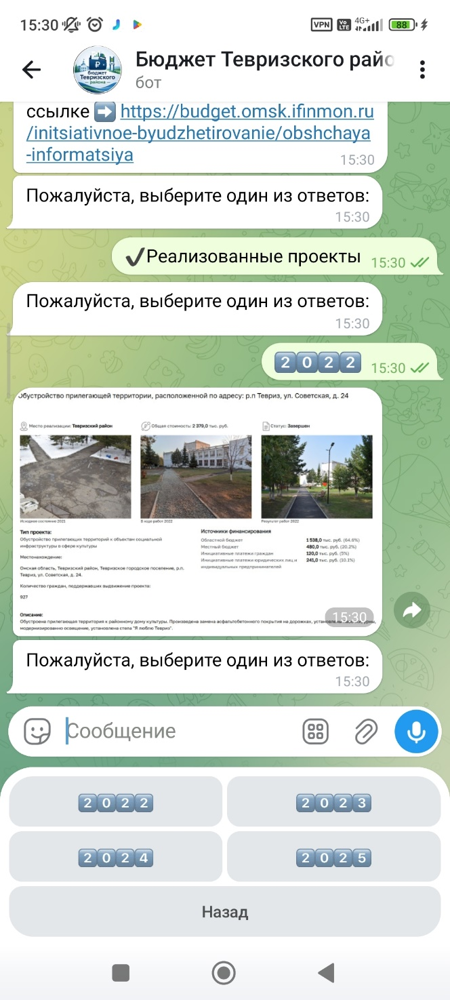 15:30
VPN
Vo
LTE
4G+
88
бюджет
Тевризского
района
Бюджет Тевризского райо
бот
ссылке ➡️ https://budget.omsk.ifinmon.ru
/initsiativnoe-byudzhetirovanie/obshchaya
-informatsiya
15:30
Пожалуйста, выберите один из ответов:
15:30
✔️Реализованные проекты 15:30
Пожалуйста, выберите один из ответов:
15:30
2022 15:30
Обустройство прилегающей территории, расположенной по адресу: р.п Тевриз, ул. Советская, д. 24
Место реализации: Тевризский район
Общая стоимость: 2 379,0 тыс. руб.
Статус: Завершен
Исходное состояние 2021
В ходе работ 2022
Результат работ 2022
Тип проекта:
Обустройство прилегающих территорий к объектам социальной
инфраструктуры в сфере культуры
Местонахождение:
Омская область, Тевризский район, Тевризское городское поселение, р.п.
Тевриз, ул. Советская, д. 24.
Количество граждан, поддержавших выдвижение проекта:
927
Источники финансирования
Областной бюджет 1 538,0 тыс. руб. (64.6%)
Местный бюджет 480,0 тыс. руб. (20.2%)
Инициативные платежи граждан 120,0 тыс. руб. (5%)
Инициативные платежи юридических лиц и 241,0 тыс. руб. (10.1%)
индивидуальных предпринимателей
Описание:
Обустроена прилегающая территория к районному дому культуры. Произведена замена асфальтобетонного покрытия на дорожках,
модернизированно освещение, установлена стела "Я люблю Тевриз".
15:30
Пожалуйста, выберите один из ответов:
15:30
Сообщение
2022
2023
2024
2025
Назад